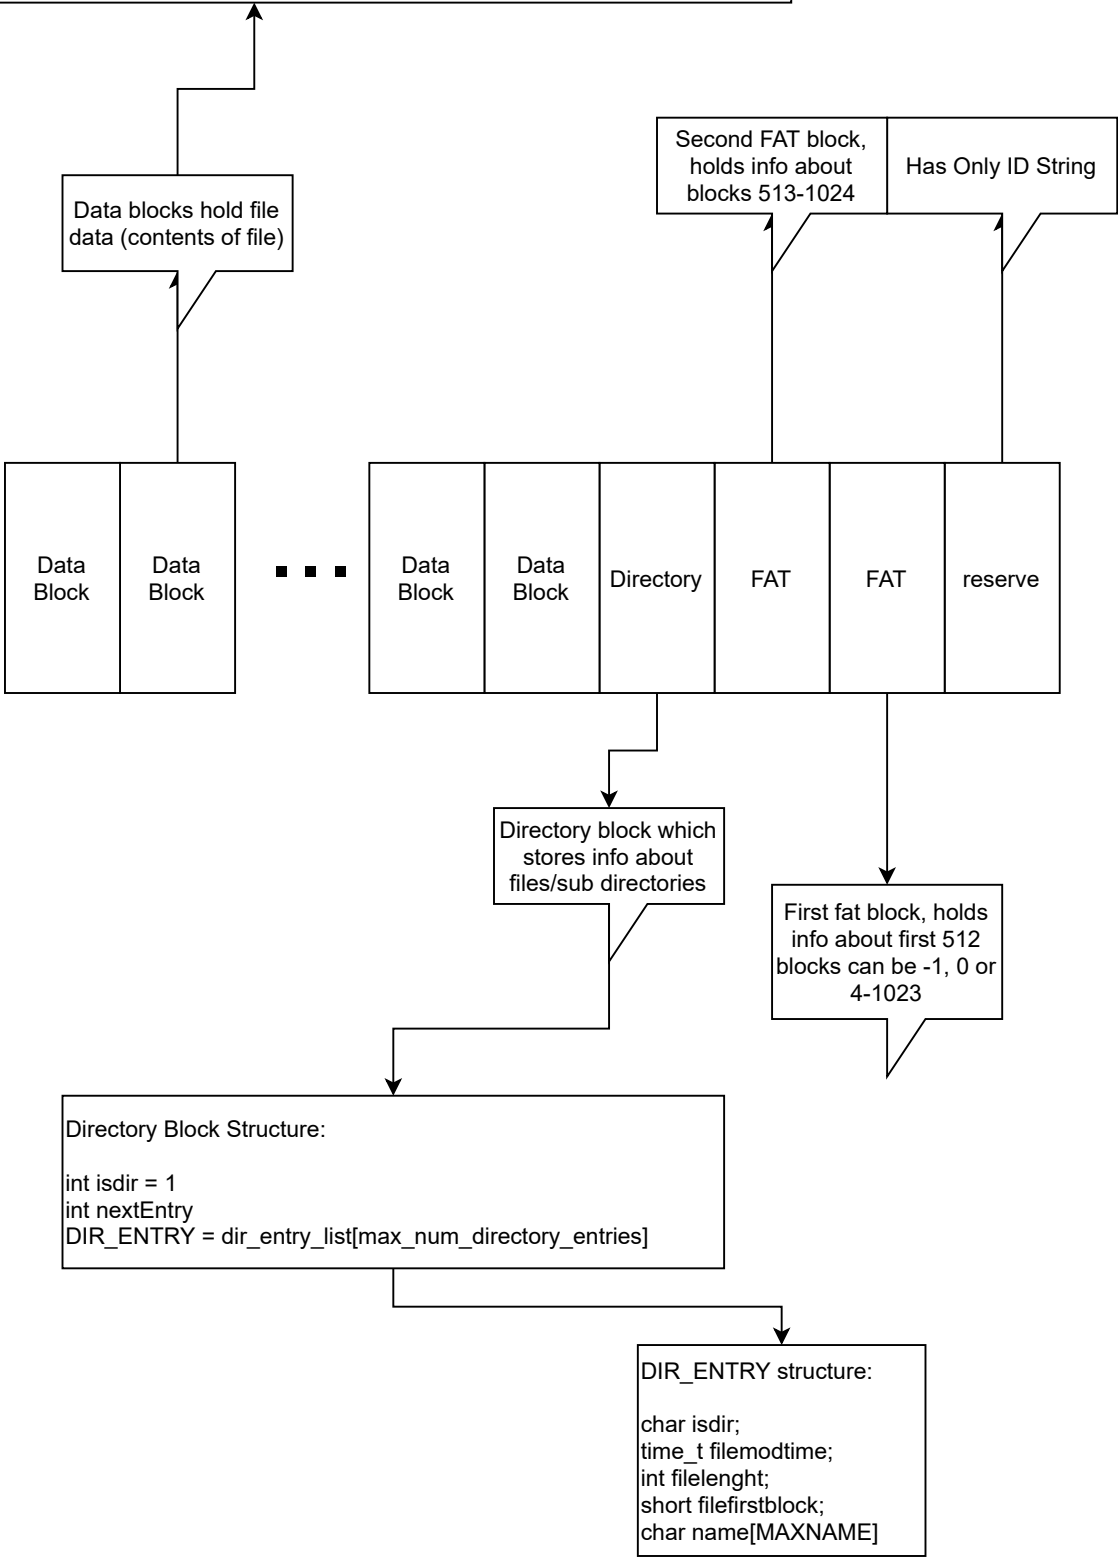 Second FAT block,
holds info about
blocks 513-1024
Has Only ID String
Data blocks hold file
data (contents of file)
Data
Block
Data
Block
Data
Block
Data
Block
Directory
FAT
FAT
reserve
Directory block which
stores info about
files/sub directories
First fat block, holds
info about first 512
blocks can be -1, 0 or
4-1023
Directory Block Structure:
int isdir = 1
int nextEntry
DIR_ENTRY = dir_entry_list[max_num_directory_entries]
DIR_ENTRY structure:
char isdir;
time_t filemodtime;
int filelenght;
short filefirstblock;
char name[MAXNAME]